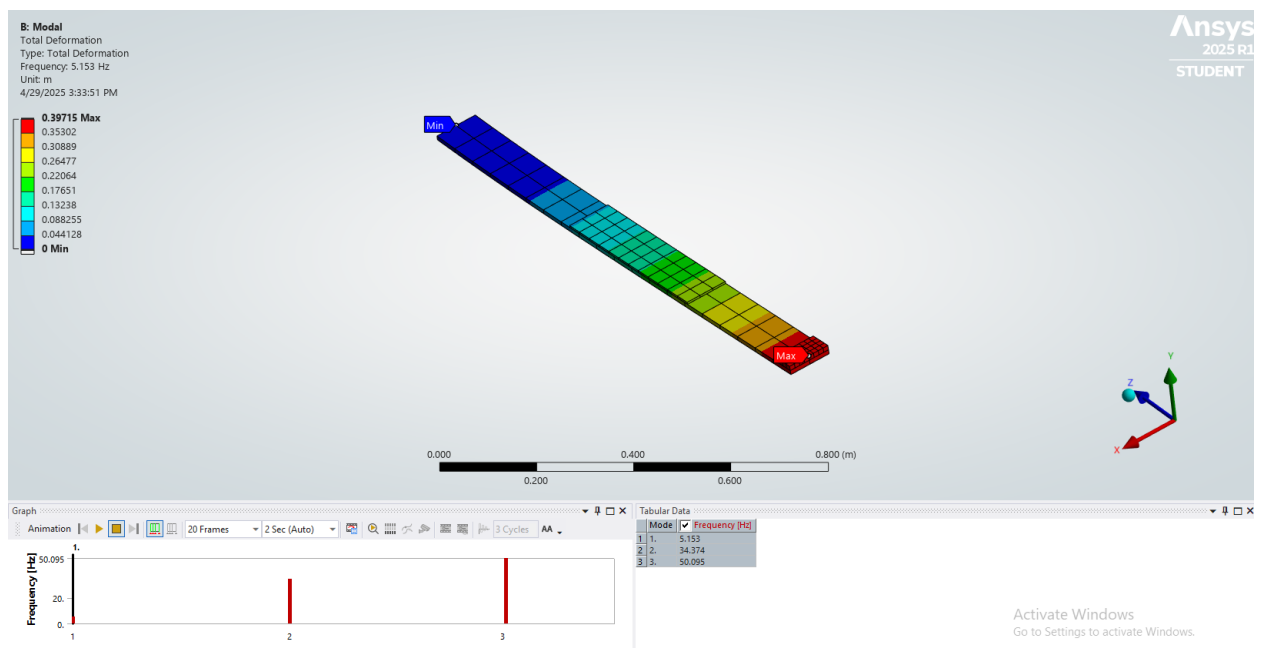 B: Modal
Total Deformation
Type: Total Deformation
Frequency: 5.153 Hz
Unit: m
4/29/2025 3:33:51 PM
0.39715 Max
0.35302
0.30889
0.26477
0.22064
0.17651
0.13238
0.088255
0.044128
0 Min
Ansys
2025 R1
STUDENT
Min
Max
Y
Z
X
0.000 0.400 0.800 (m)
0.200 0.600
Graph
Animation 20 Frames 2 Sec (Auto) 3 Cycles AA
Frequency [Hz]
1.
50.095
20.
0.
1 2 3
Tabular Data
Mode Frequency [Hz]
1 1. 5.153
2 2. 34.374
3 3. 50.095
Activate Windows
Go to Settings to activate Windows.